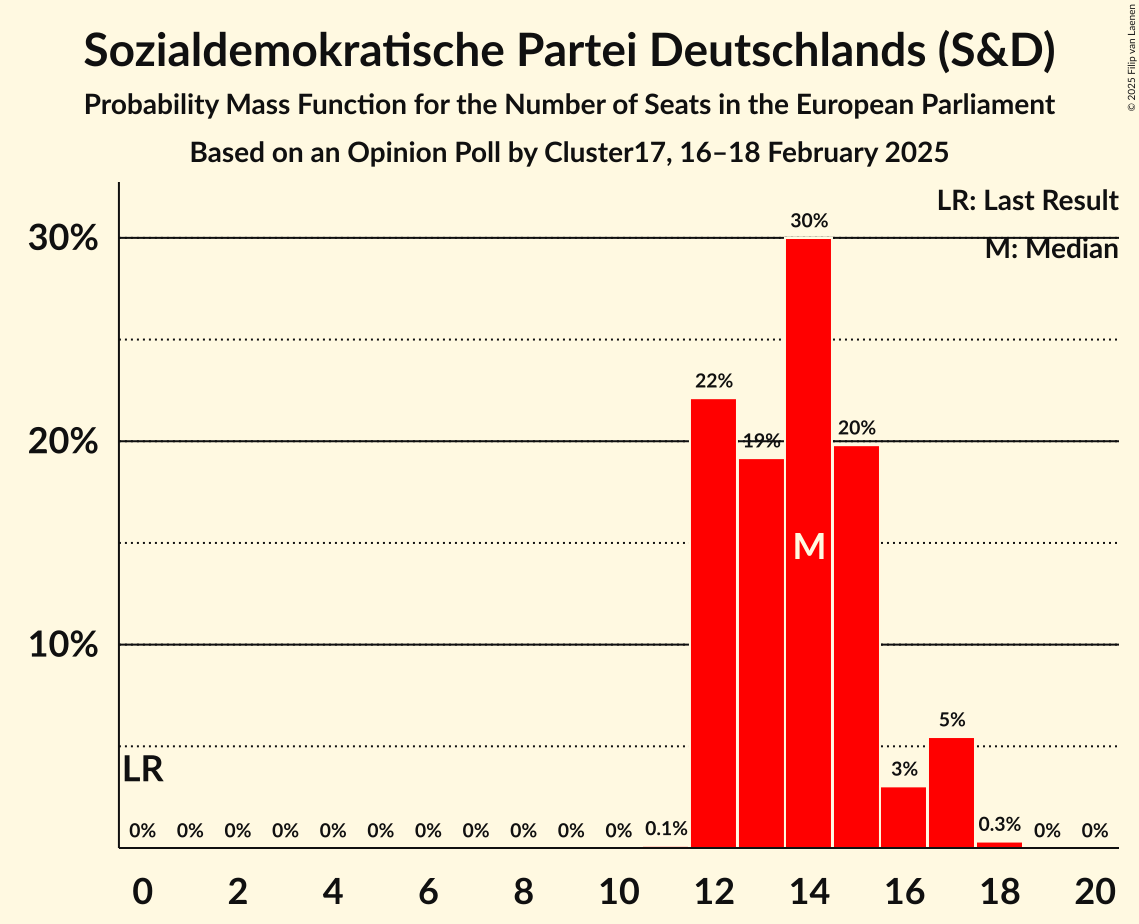 Sozialdemokratische Partei Deutschlands (S&D)
Probability Mass Function for the Number of Seats in the European Parliament
Based on an Opinion Poll by Cluster17, 16–18 February 2025
© 2025 Filip van Laenen
LR: Last Result
M: Median
30%
20%
10%
30%
22%
19%
20%
M
5%
3%
LR
0% 0% 0% 0% 0% 0% 0% 0% 0% 0% 0% 0.1% 0.3% 0% 0%
0 2 4 6 8 10 12 14 16 18 20